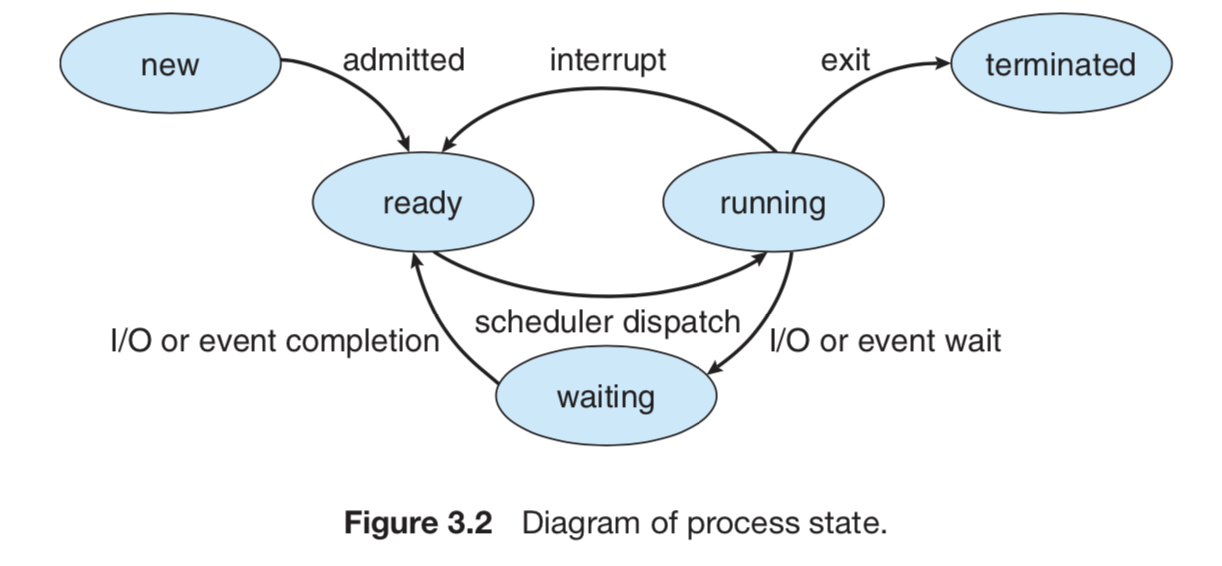 new
admitted
interrupt
exit
terminated
ready
running
scheduler dispatch
I/O or event completion
I/O or event wait
waiting
Figure 3.2 Diagram of process state.